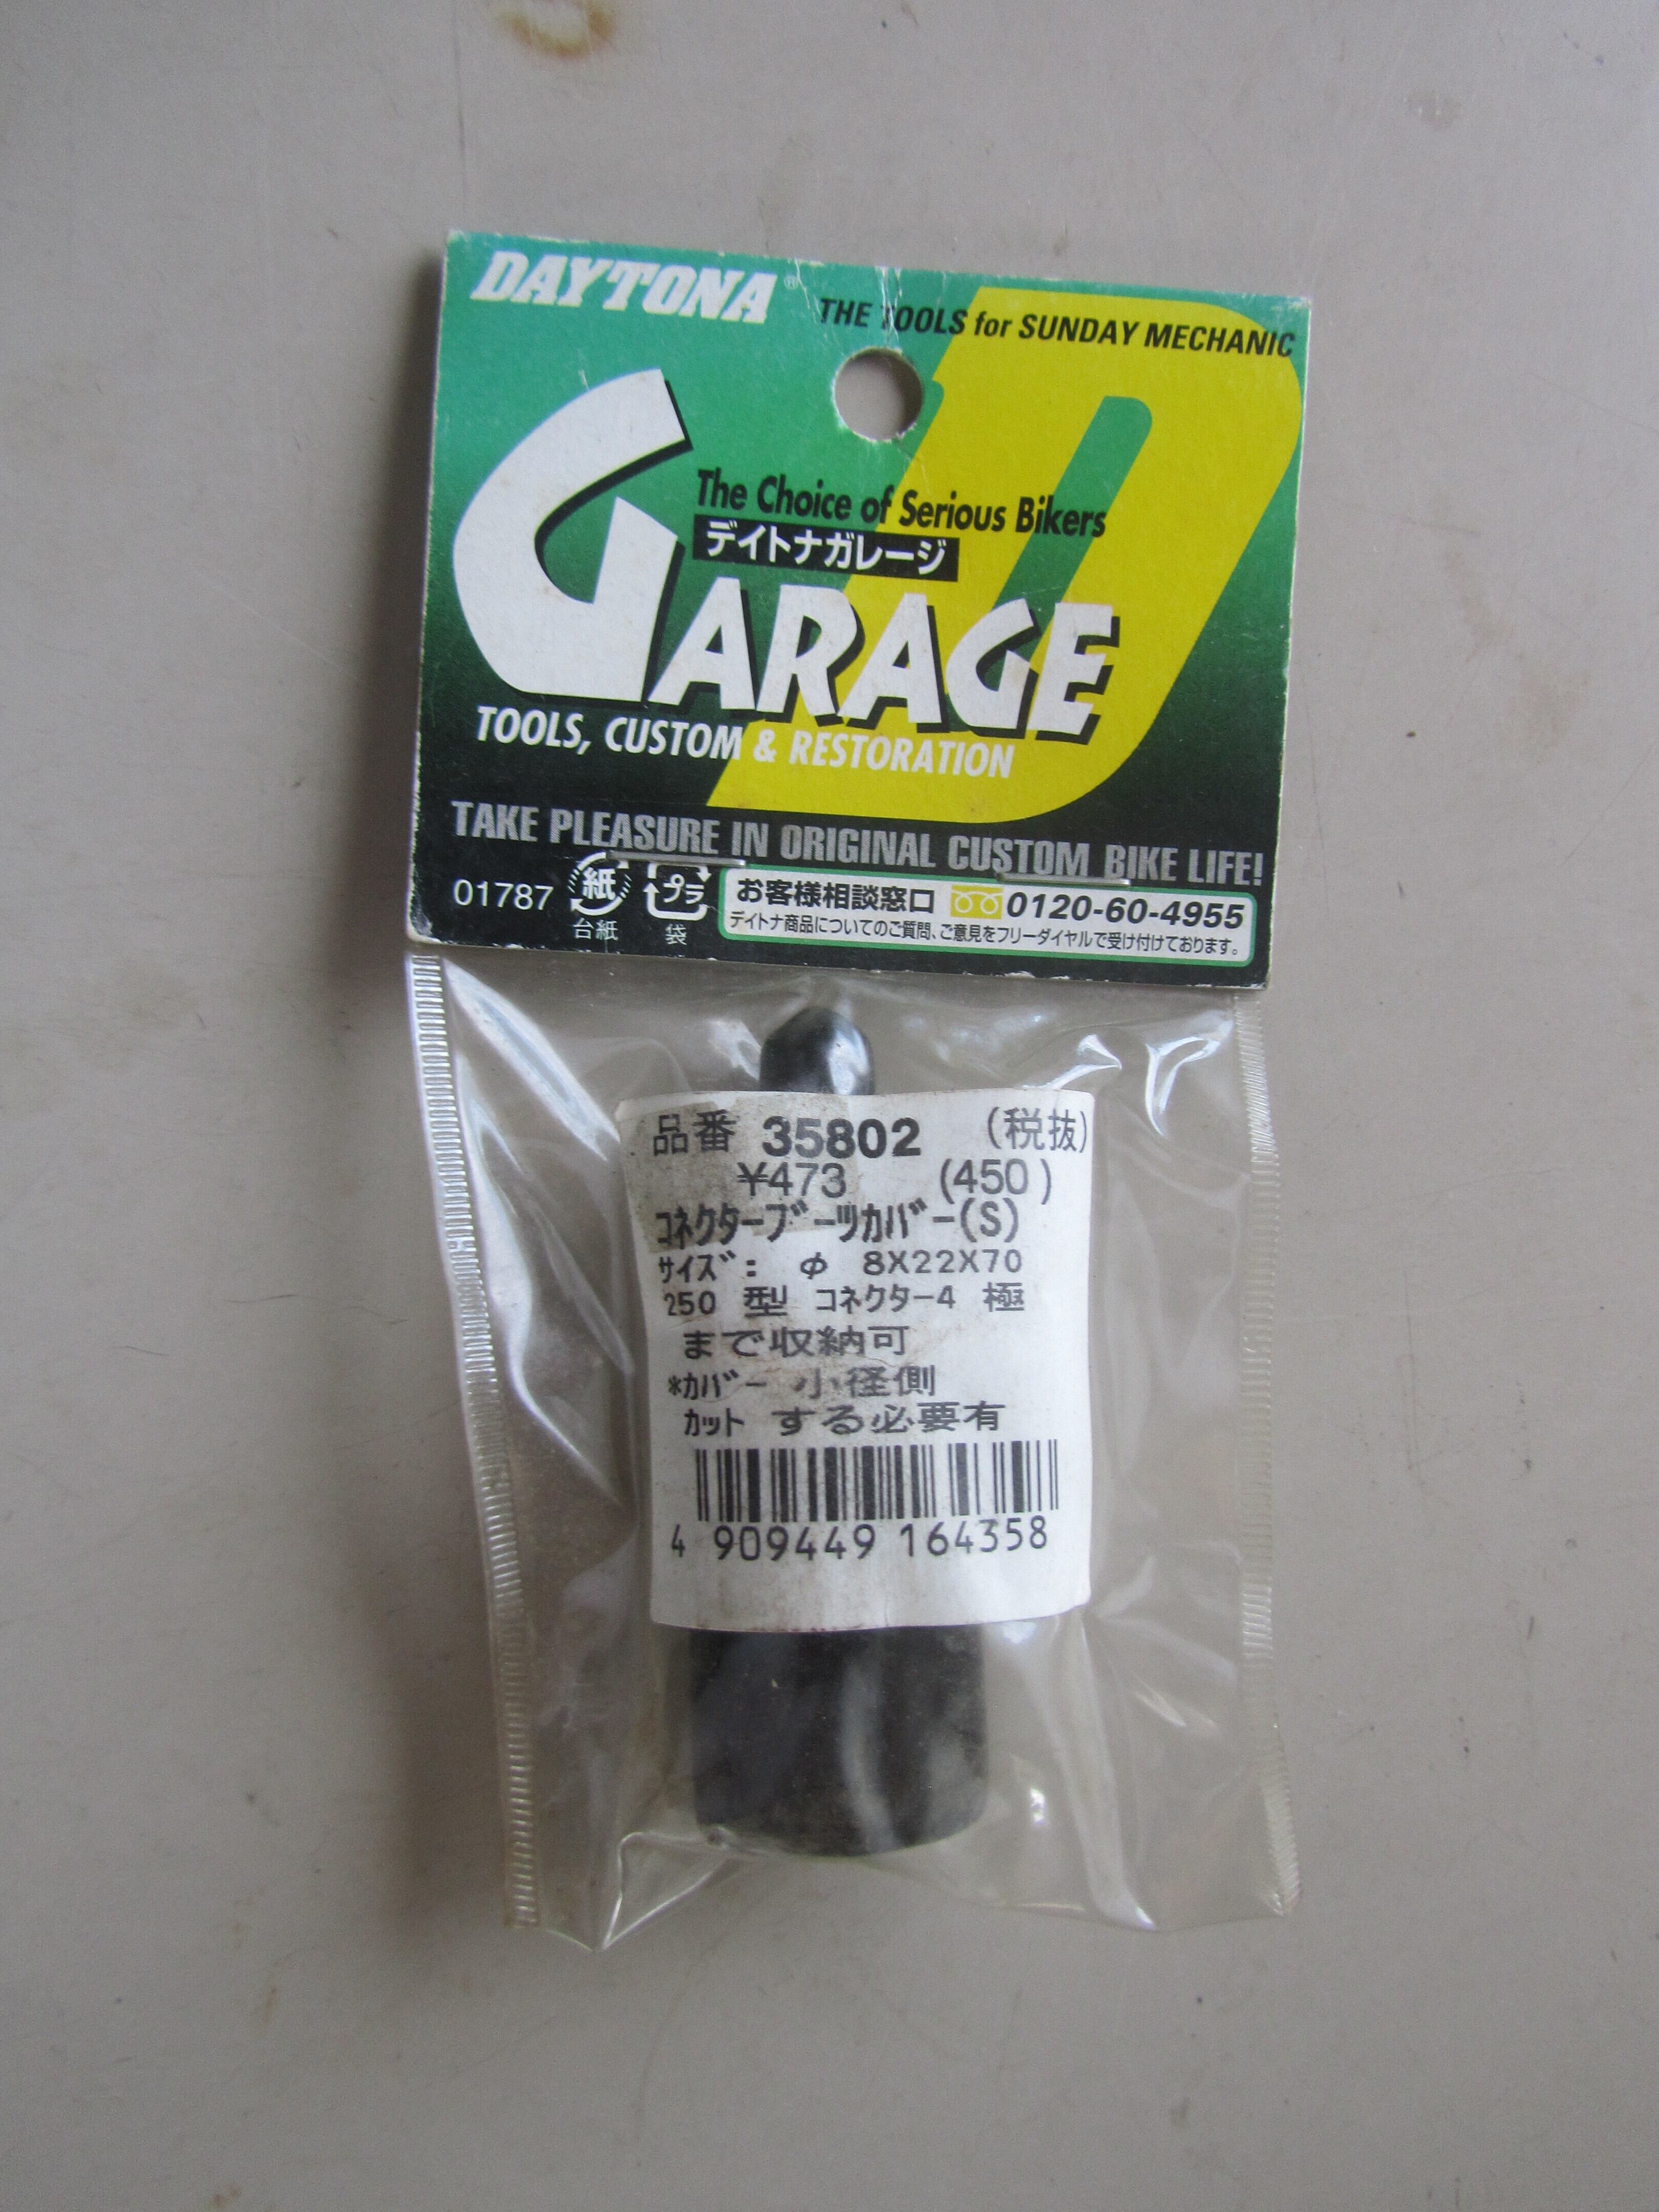 DAYTONA®
THE TOOLS for SUNDAY MECHANIC
The Choice of Serious Bikers
デイトナガレージ
GARAGE
TOOLS, CUSTOM & RESTORATION
TAKE PLEASURE IN ORIGINAL CUSTOM BIKE LIFE!
01787 紙 プラ お客様相談窓口 0120-60-4955
台紙 袋 デイトナ商品についてのご質問、ご意見をフリーダイヤルで受け付けております。
品番 35802 (税抜)
¥473 (450)
コネクターブーツカバー(S)
サイズ: φ 8X22X70
250 型 コネクター4 極
まで収納可
*カバー 小径側
カット する必要有
4 909449 164358